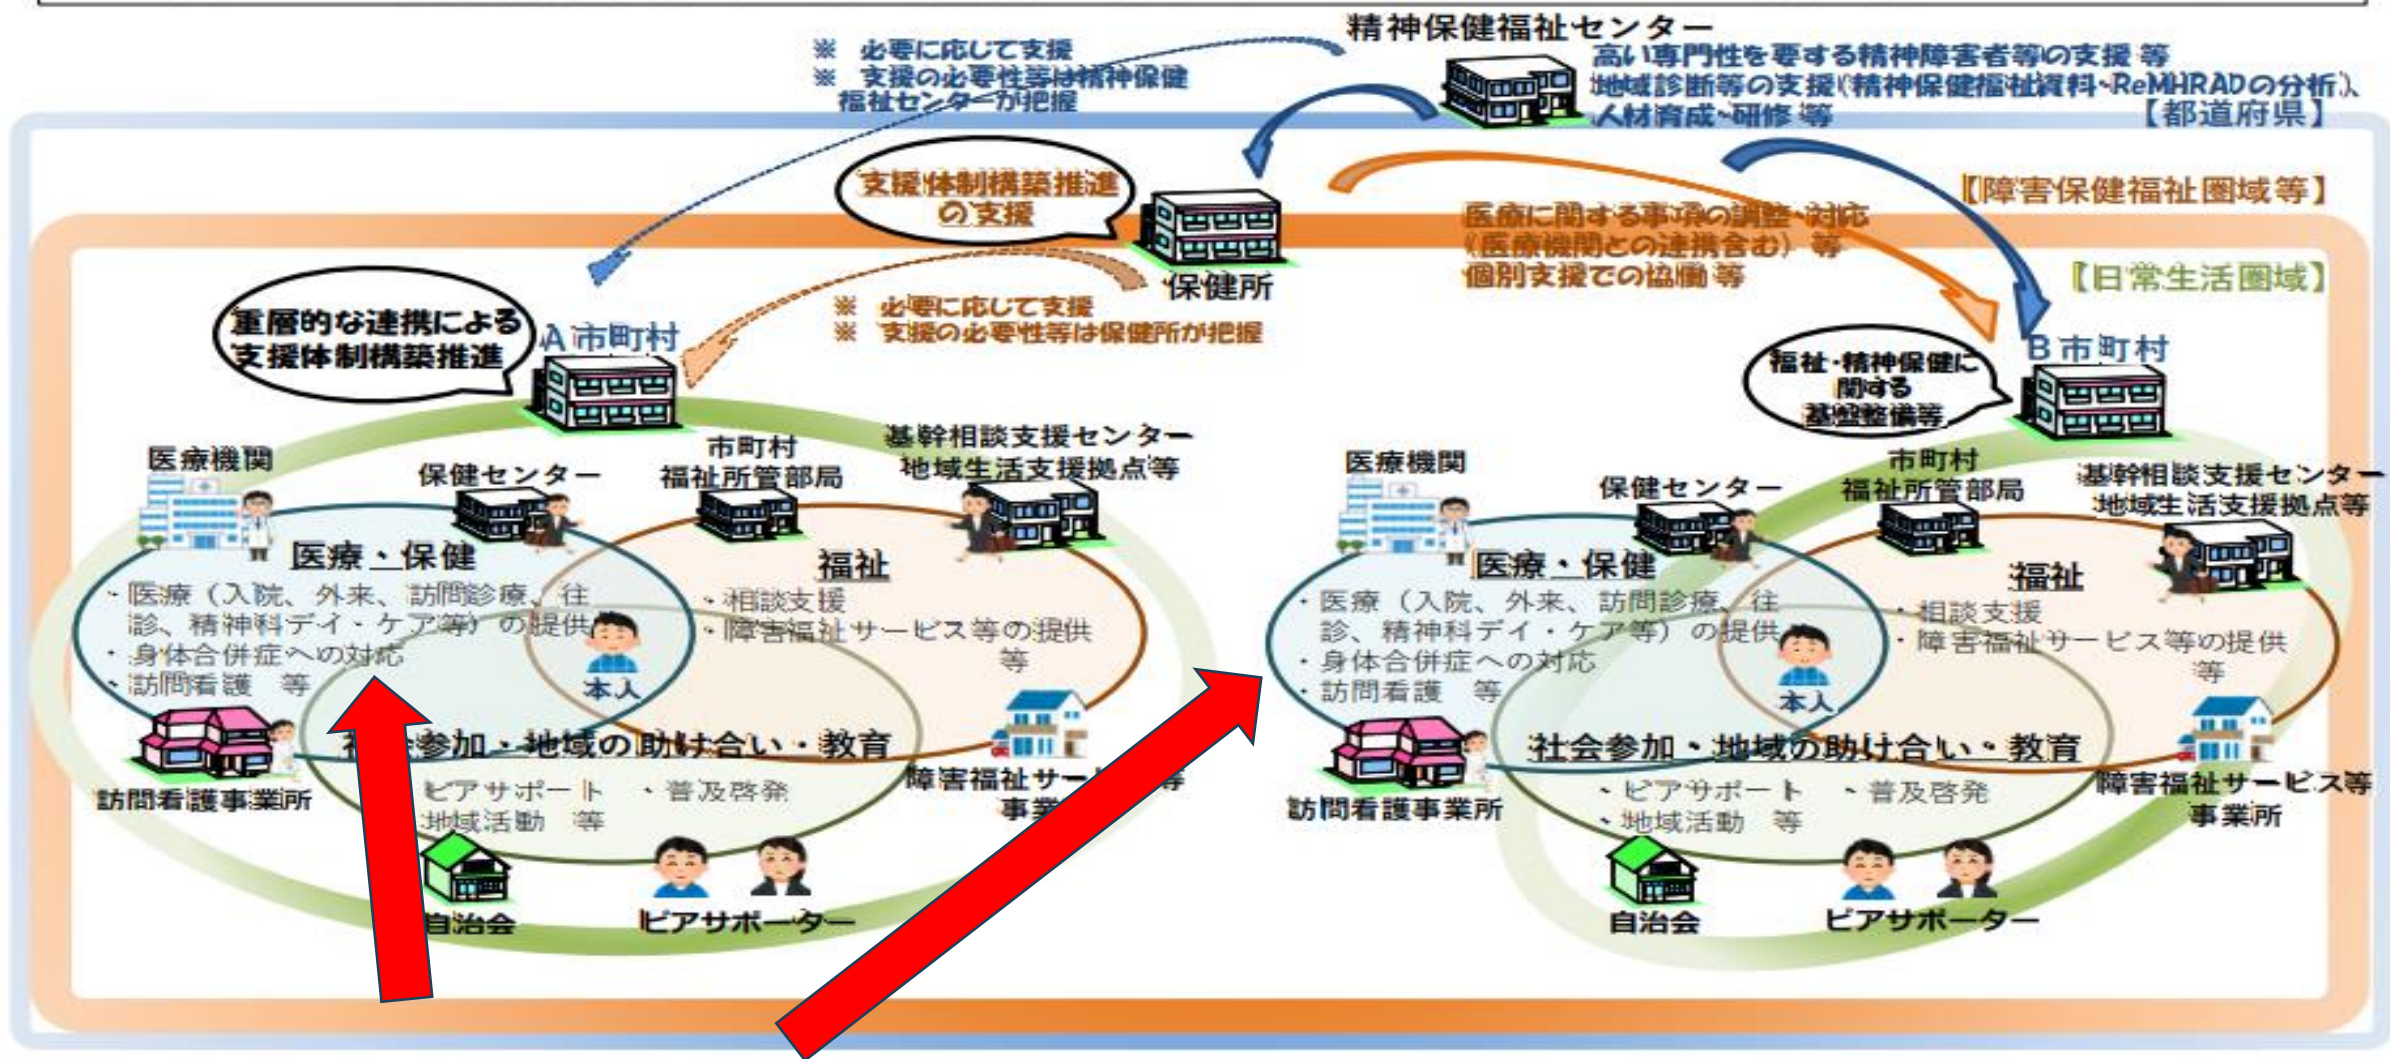 精神保健福祉センター
※ 必要に応じて支援
※ 支援の必要性等は精神保健
福祉センターが把握
高い専門性を要する精神障害者等の支援 等
地域診断等の支援(精神保健福祉資料・ReMHRADの分析)、
人材育成・研修 等
【都道府県】
支援体制構築推進
の支援
【障害保健福祉圏域等】
医療に関する事項の調整・対応
(医療機関との連携含む) 等
個別支援での協働 等
保健所
【日常生活圏域】
※ 必要に応じて支援
※ 支援の必要性等は保健所が把握
重層的な連携による
支援体制構築推進
A市町村
福祉・精神保健に
関する
基盤整備等
B市町村
医療機関
保健センター
市町村
福祉所管部局
基幹相談支援センター
地域生活支援拠点等
医療・保健
・医療(入院、外来、訪問診療、往
診、精神科デイ・ケア等)の提供
・身体合併症への対応
・訪問看護 等
福祉
・相談支援
・障害福祉サービス等の提供
等
本人
会参加・地域の助け合い・教育
ピアサポート ・普及啓発
地域活動 等
訪問看護事業所
障害福祉サー
等
事業
自治会
ピアサポーター
医療機関
保健センター
市町村
福祉所管部局
基幹相談支援センター
地域生活支援拠点等
医療・保健
・医療(入院、外来、訪問診療、往
診、精神科デイ・ケア等)の提供
・身体合併症への対応
・訪問看護 等
福祉
・相談支援
・障害福祉サービス等の提供
等
本人
社会参加・地域の助け合い・教育
・ピアサポート ・普及啓発
・地域活動 等
訪問看護事業所
障害福祉サービス等
事業所
自治会
ピアサポーター